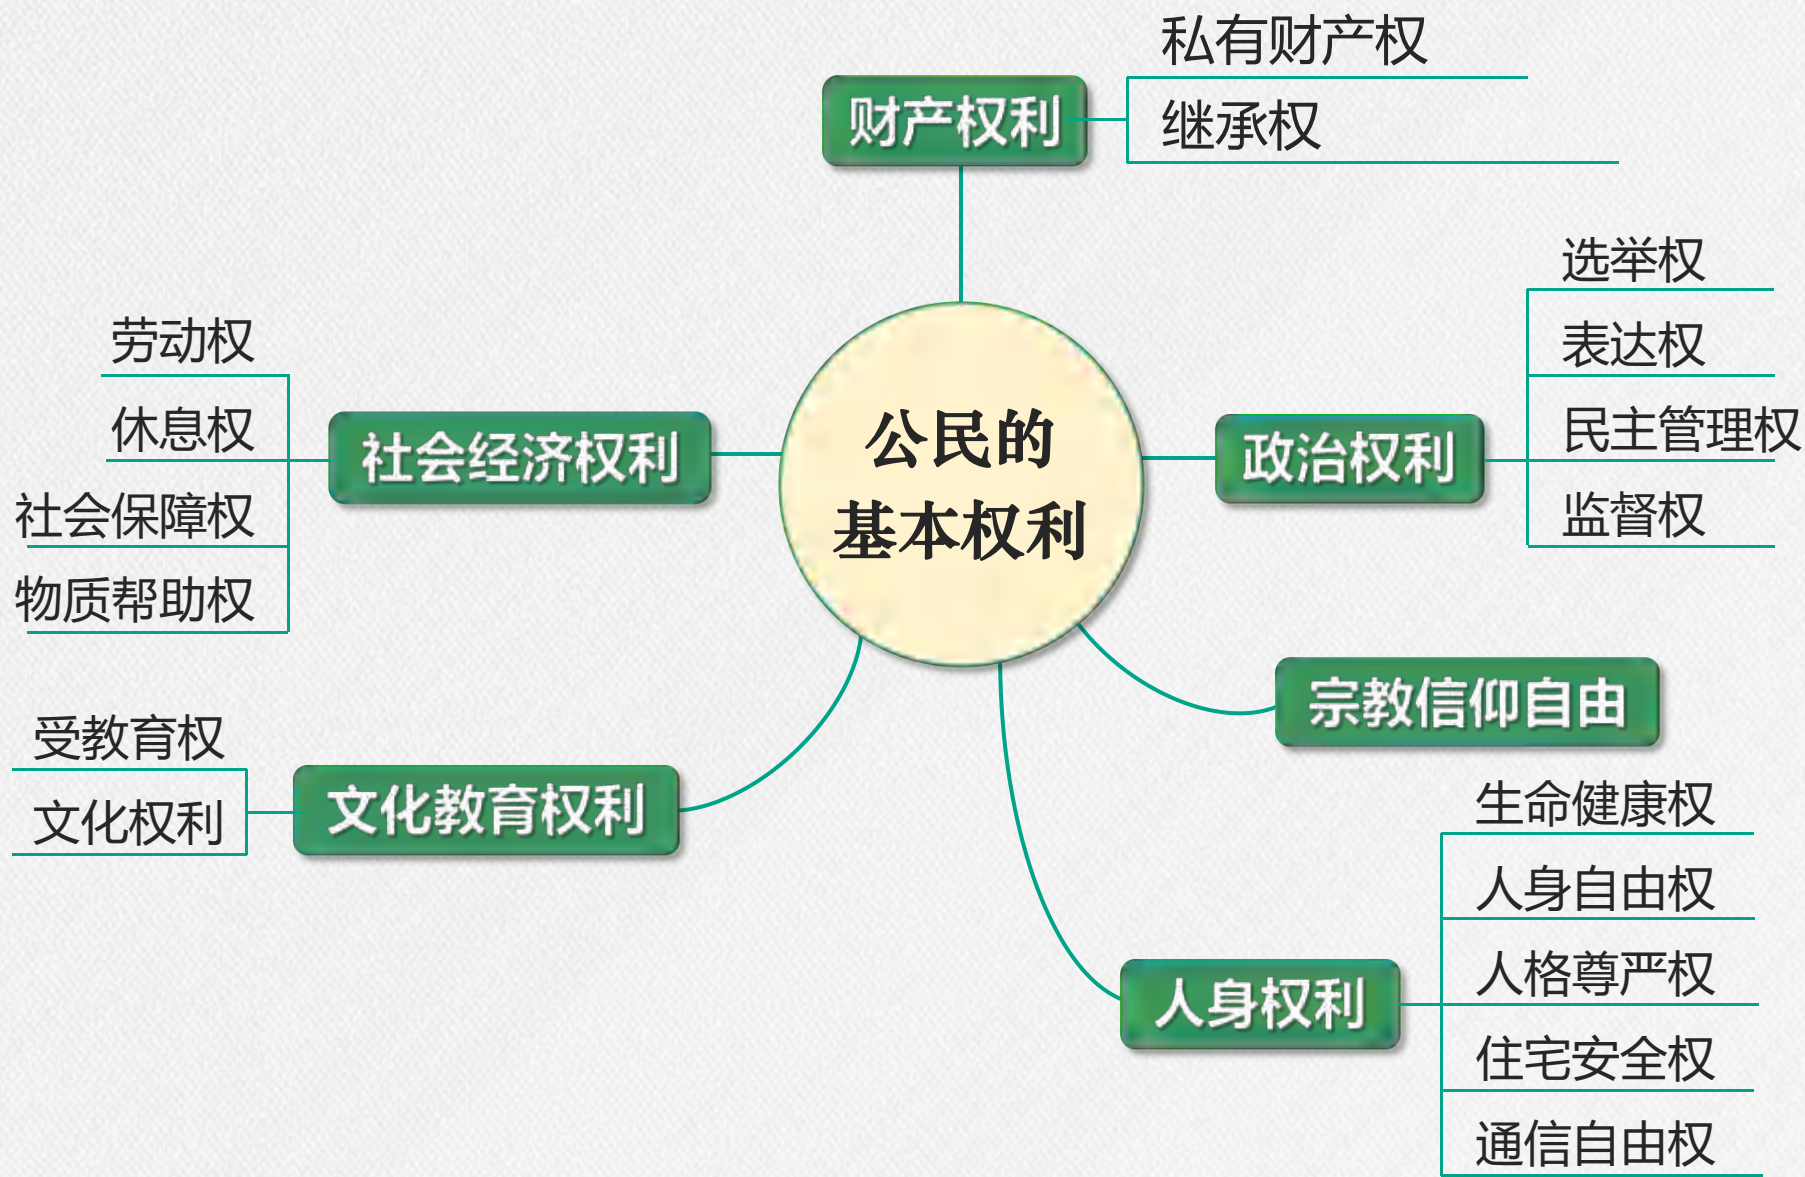 私有财产权
财产权利
继承权
选举权
劳动权
表达权
休息权
社会经济权利
公民的
基本权利
政治权利
民主管理权
社会保障权
监督权
物质帮助权
宗教信仰自由
受教育权
文化教育权利
文化权利
生命健康权
人身自由权
人格尊严权
人身权利
住宅安全权
通信自由权